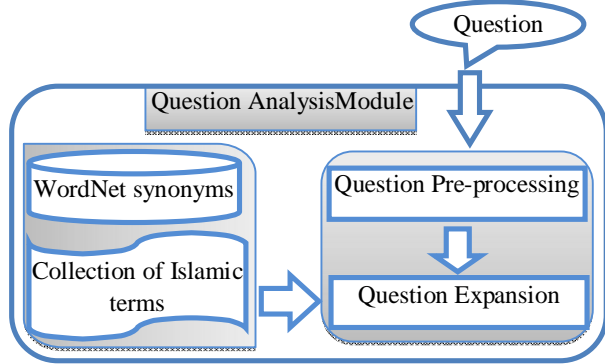 Question
Question AnalysisModule
WordNet synonyms
Collection of Islamic
terms
Question Pre-processing
Question Expansion